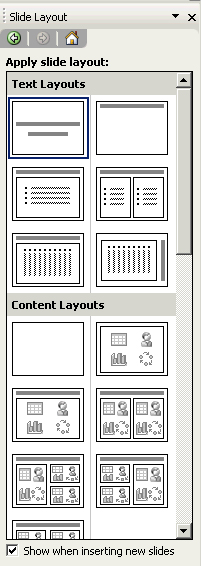 Slide Layout
Apply slide layout:
Text Layouts
Content Layouts
Show when inserting new slides